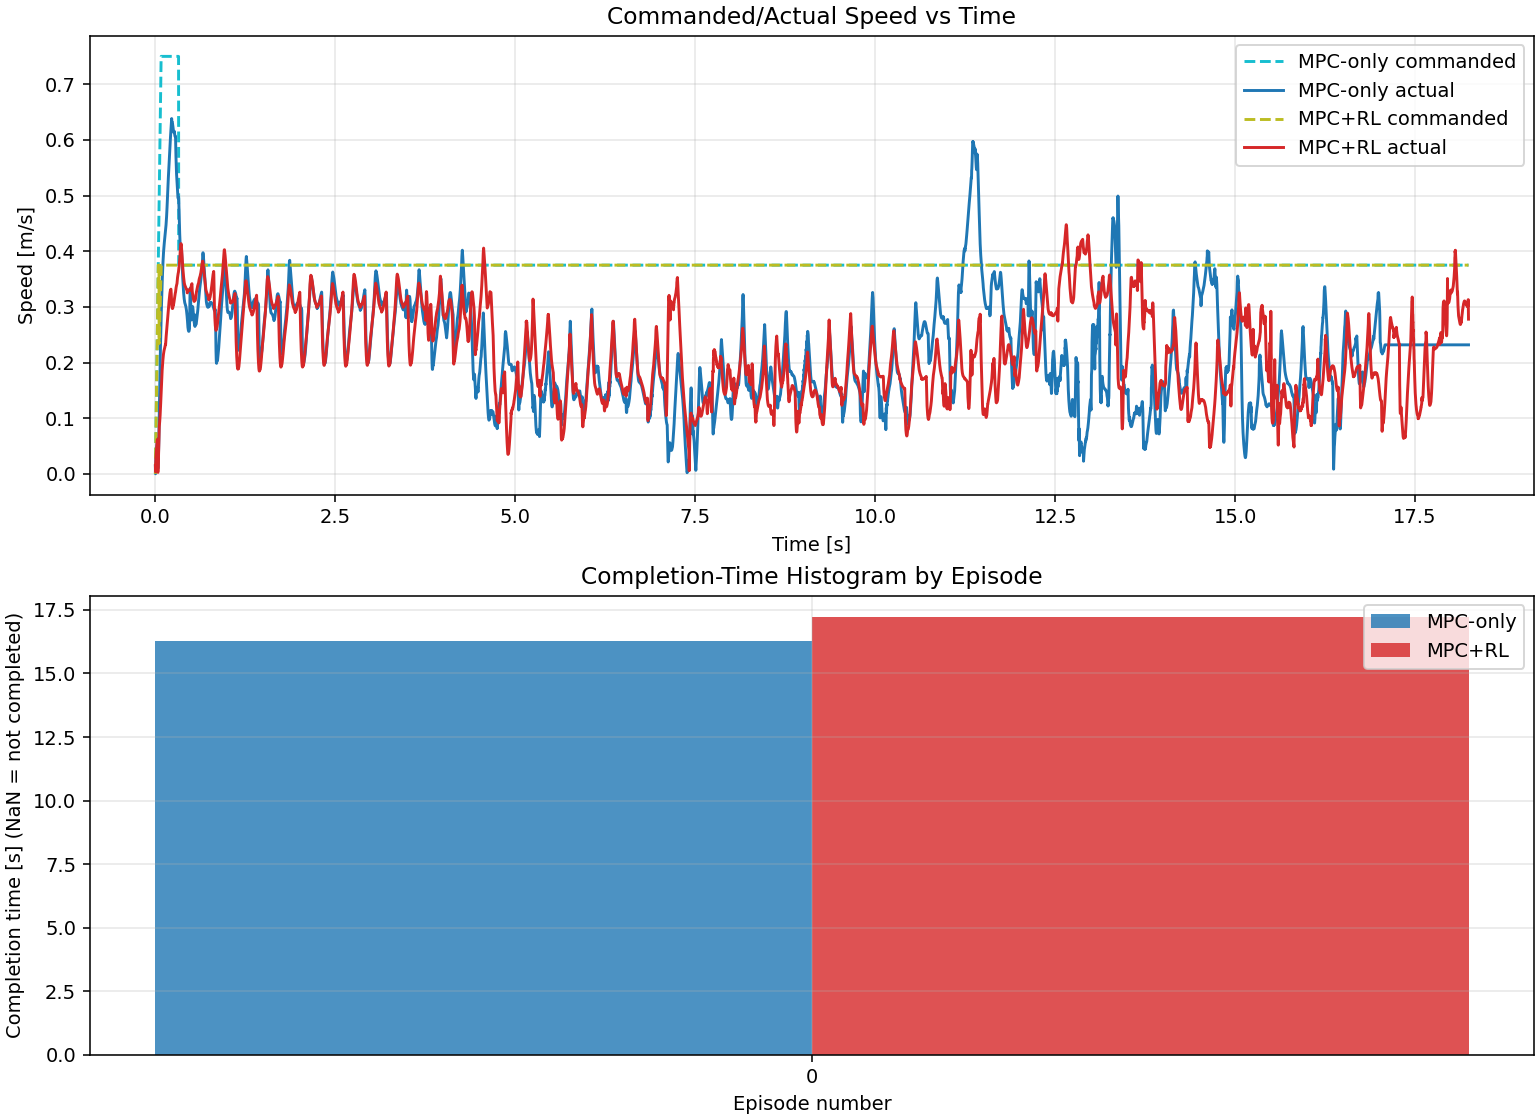 Commanded/Actual Speed vs Time
Speed [m/s]
0.7
0.6
0.5
0.4
0.3
0.2
0.1
0.0
MPC-only commanded
MPC-only actual
MPC+RL commanded
MPC+RL actual
0.0 2.5 5.0 7.5 10.0 12.5 15.0 17.5
Time [s]
Completion-Time Histogram by Episode
Completion time [s] (NaN = not completed)
17.5
15.0
12.5
10.0
7.5
5.0
2.5
0.0
MPC-only
MPC+RL
0
Episode number